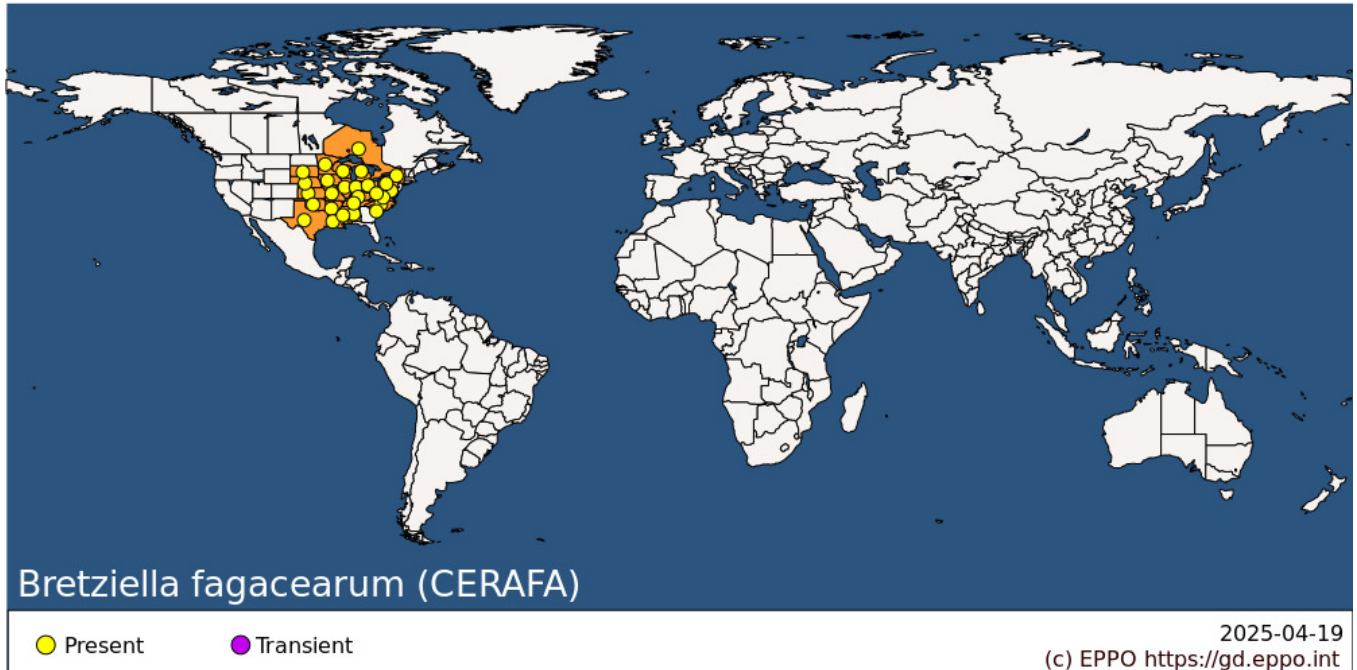 Bretziella fagacearum (CERAFA)
Present
Transient
2025-04-19
(c) EPPO https://gd.eppo.int